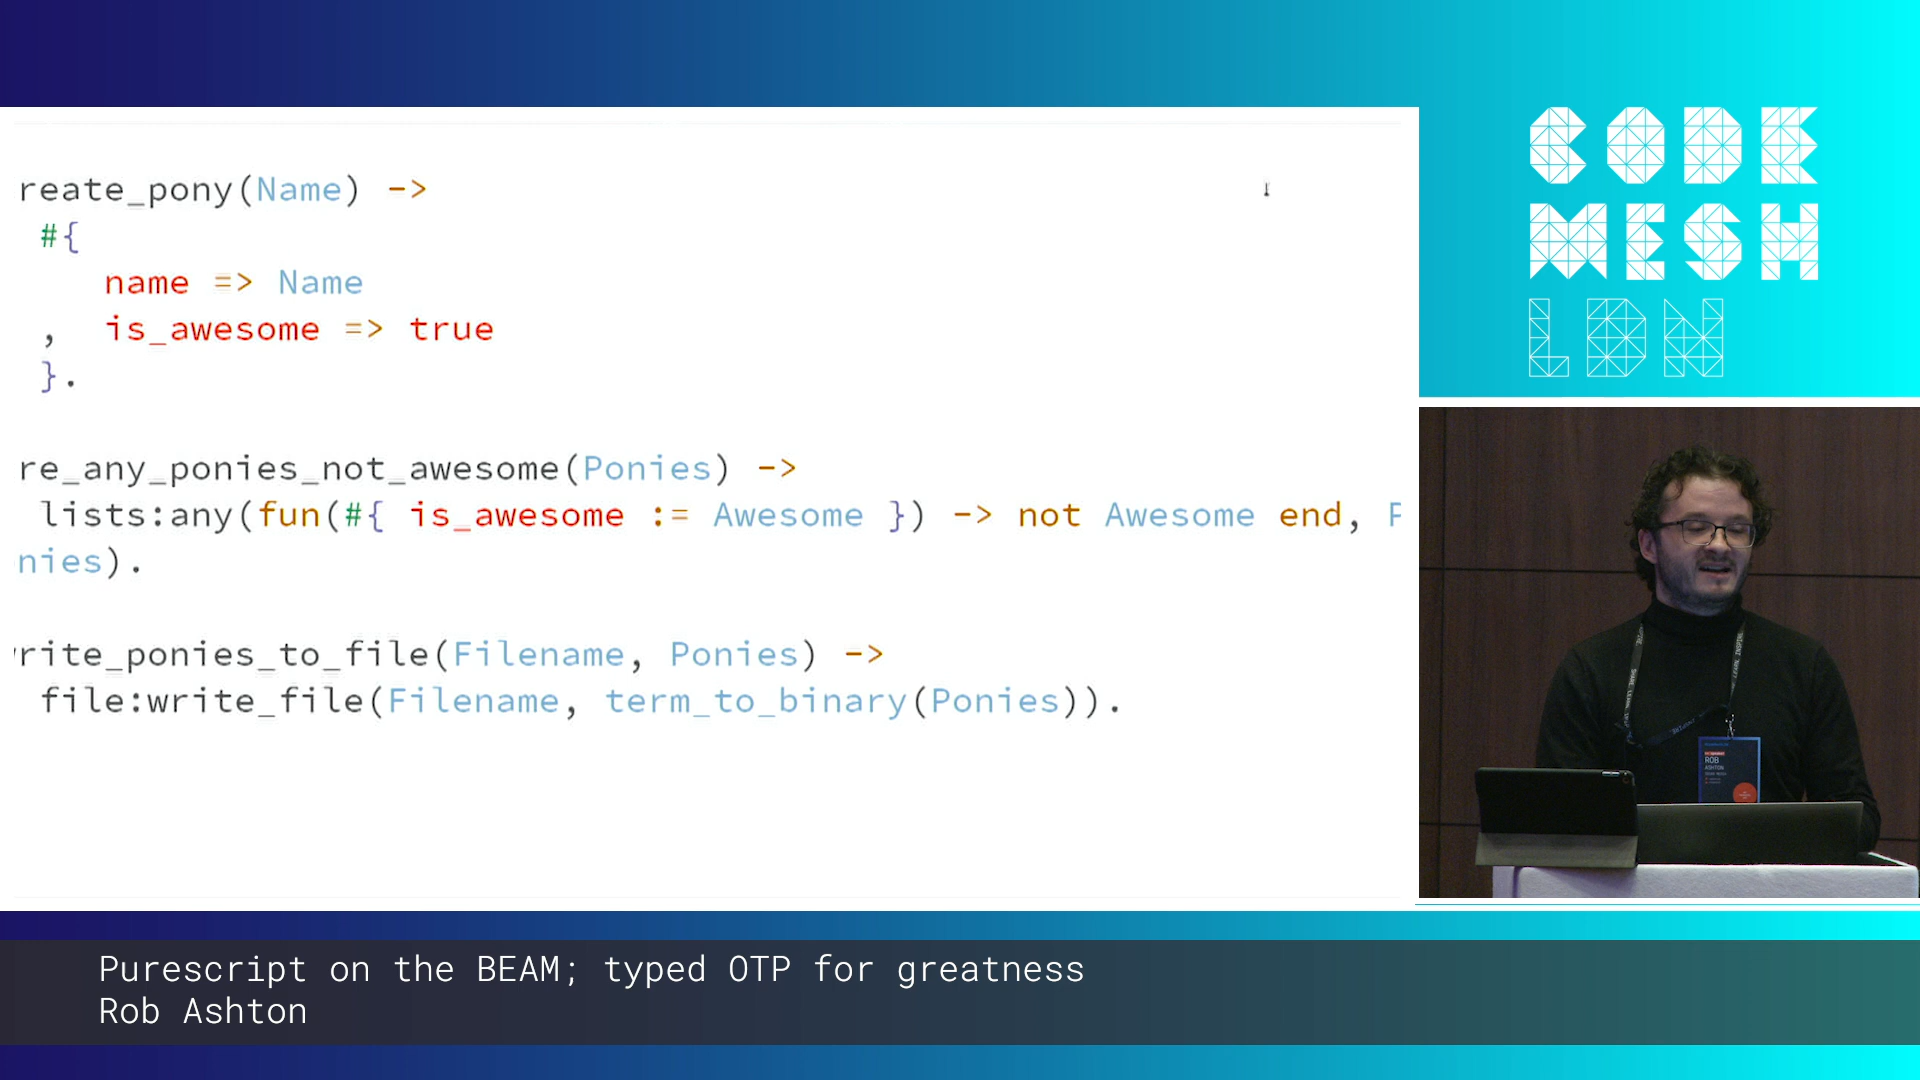 reate_pony(Name) ->
#{
name => Name
, is_awesome => true
}.
re_any_ponies_not_awesome(Ponies) ->
lists:any(fun(#{ is_awesome := Awesome }) -> not Awesome end, P
nies).
rite_ponies_to_file(Filename, Ponies) ->
file:write_file(Filename, term_to_binary(Ponies)).
CODE
MESH
LDN
ROB
ASHTON
Purescript on the BEAM; typed OTP for greatness
Rob Ashton